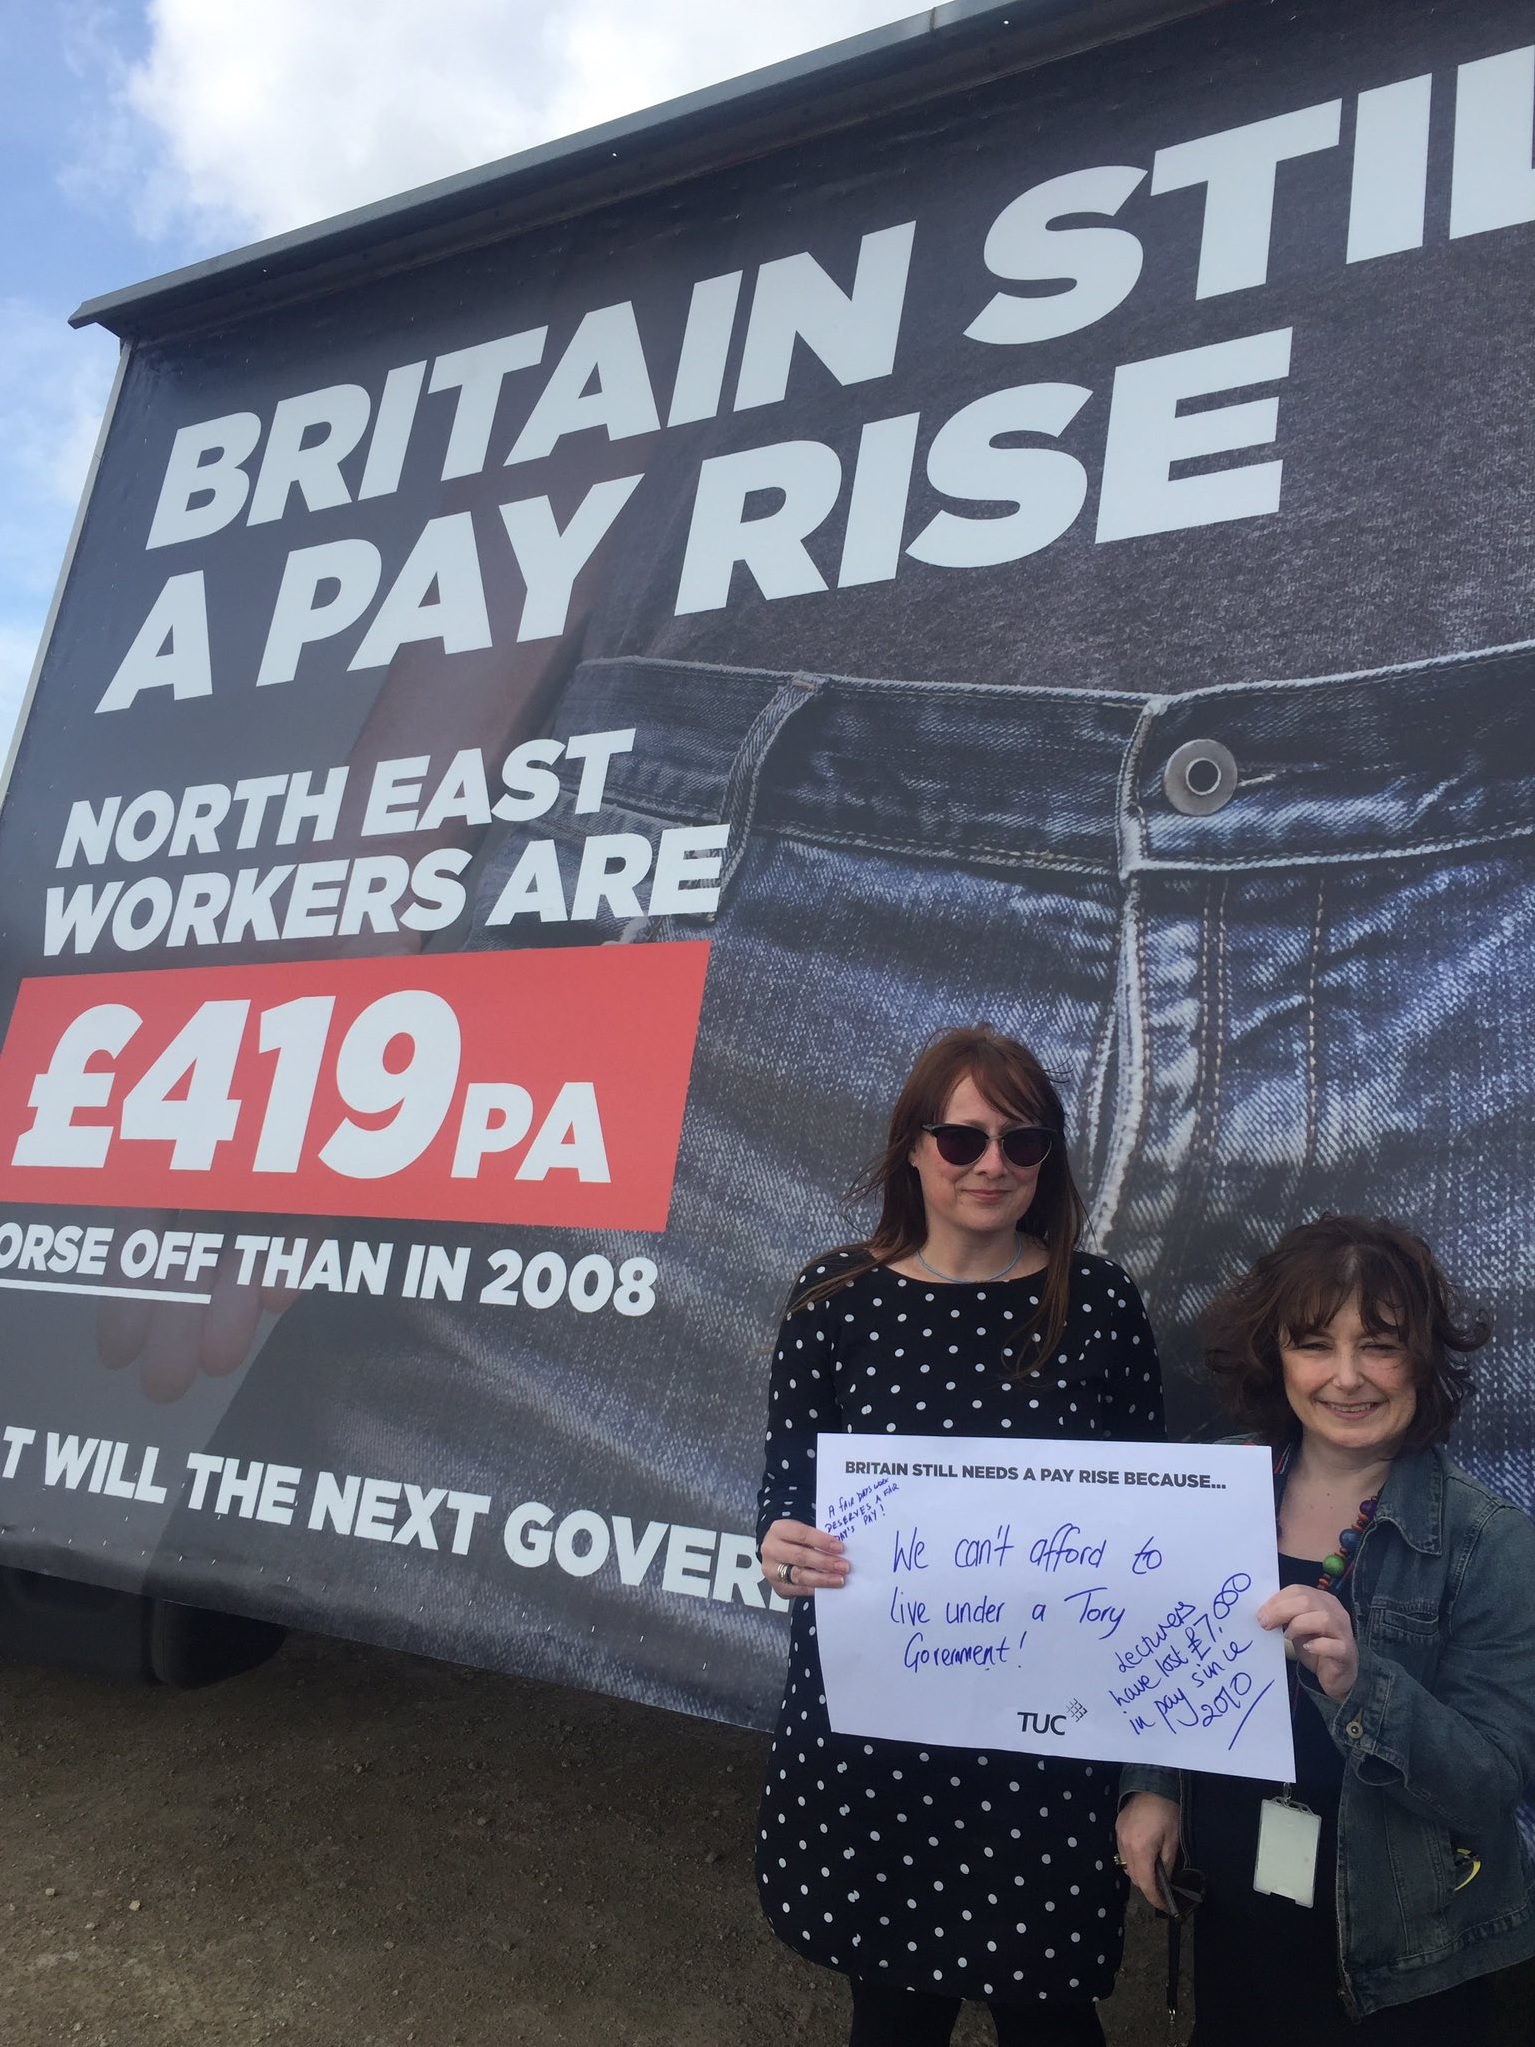 BRITAIN STIL
A PAY RISE
NORTH EAST
WORKERS ARE
£419PA
ORSE OFF THAN IN 2008
T WILL THE NEXT GOVER
BRITAIN STILL NEEDS A PAY RISE BECAUSE...
A FAIR DAYS WORK
DESERVES A FAIR
DAY'S PAY!
We can't afford to
live under a Tory
Government!
lecturers
have lost £7,000
in pay since
2010
TUC